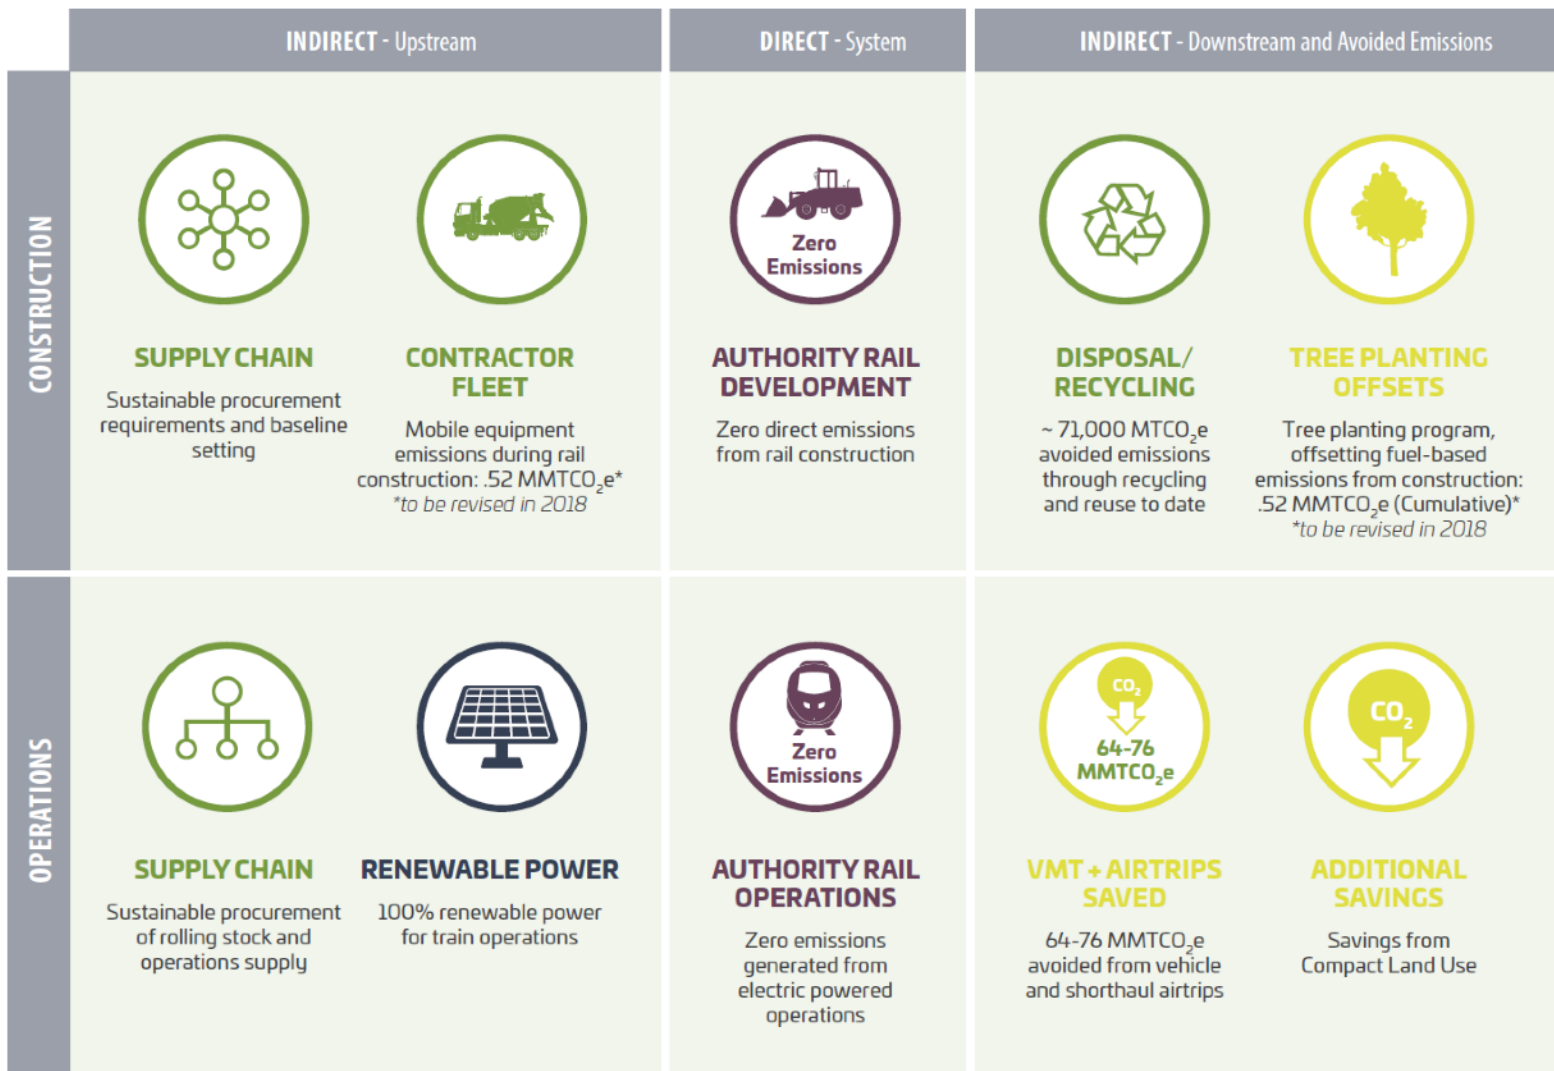 INDIRECT - Upstream
DIRECT - System
INDIRECT - Downstream and Avoided Emissions
CONSTRUCTION
SUPPLY CHAIN
Sustainable procurement
requirements and baseline
setting
CONTRACTOR
FLEET
Mobile equipment
emissions during rail
construction: .52 MMTCO₂e*
*to be revised in 2018
Zero
Emissions
AUTHORITY RAIL
DEVELOPMENT
Zero direct emissions
from rail construction
DISPOSAL/
RECYCLING
~ 71,000 MTCO₂e
avoided emissions
through recycling
and reuse to date
TREE PLANTING
OFFSETS
Tree planting program,
offsetting fuel-based
emissions from construction:
.52 MMTCO₂e (Cumulative)*
*to be revised in 2018
OPERATIONS
SUPPLY CHAIN
Sustainable procurement
of rolling stock and
operations supply
RENEWABLE POWER
100% renewable power
for train operations
Zero
Emissions
AUTHORITY RAIL
OPERATIONS
Zero emissions
generated from
electric powered
operations
CO₂
64-76
MMTCO₂e
VMT + AIRTRIPS
SAVED
64-76 MMTCO₂e
avoided from vehicle
and shorthaul airtrips
CO₂
ADDITIONAL
SAVINGS
Savings from
Compact Land Use